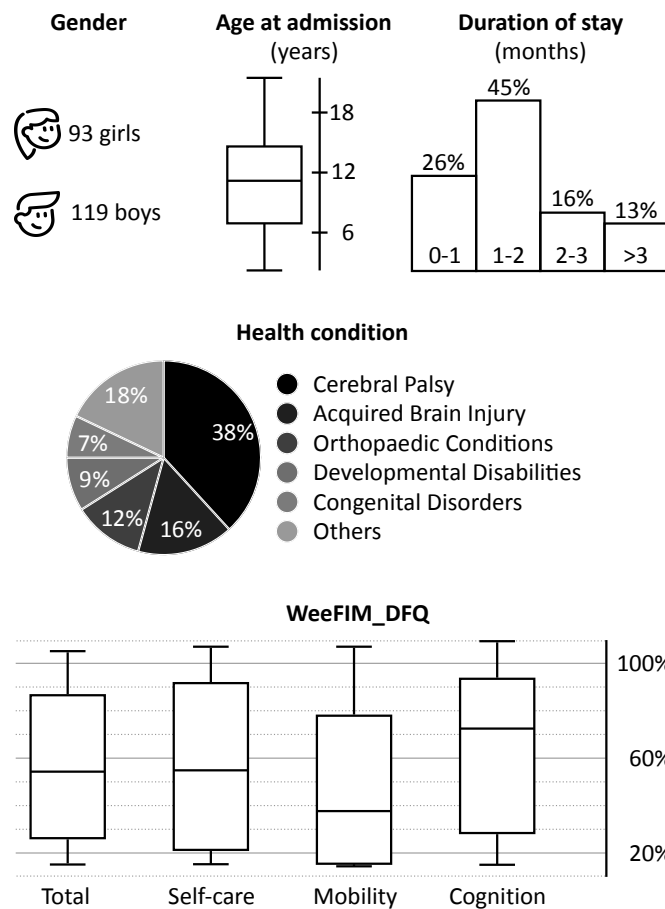 Gender
93 girls
119 boys
Age at admission
(years)
18
12
6
Duration of stay
(months)
26%
45%
16%
13%
0-1
1-2
2-3
>3
Health condition
38%
16%
12%
9%
7%
18%
Cerebral Palsy
Acquired Brain Injury
Orthopaedic Conditions
Developmental Disabilities
Congenital Disorders
Others
WeeFIM_DFQ
100%
60%
20%
Total
Self-care
Mobility
Cognition